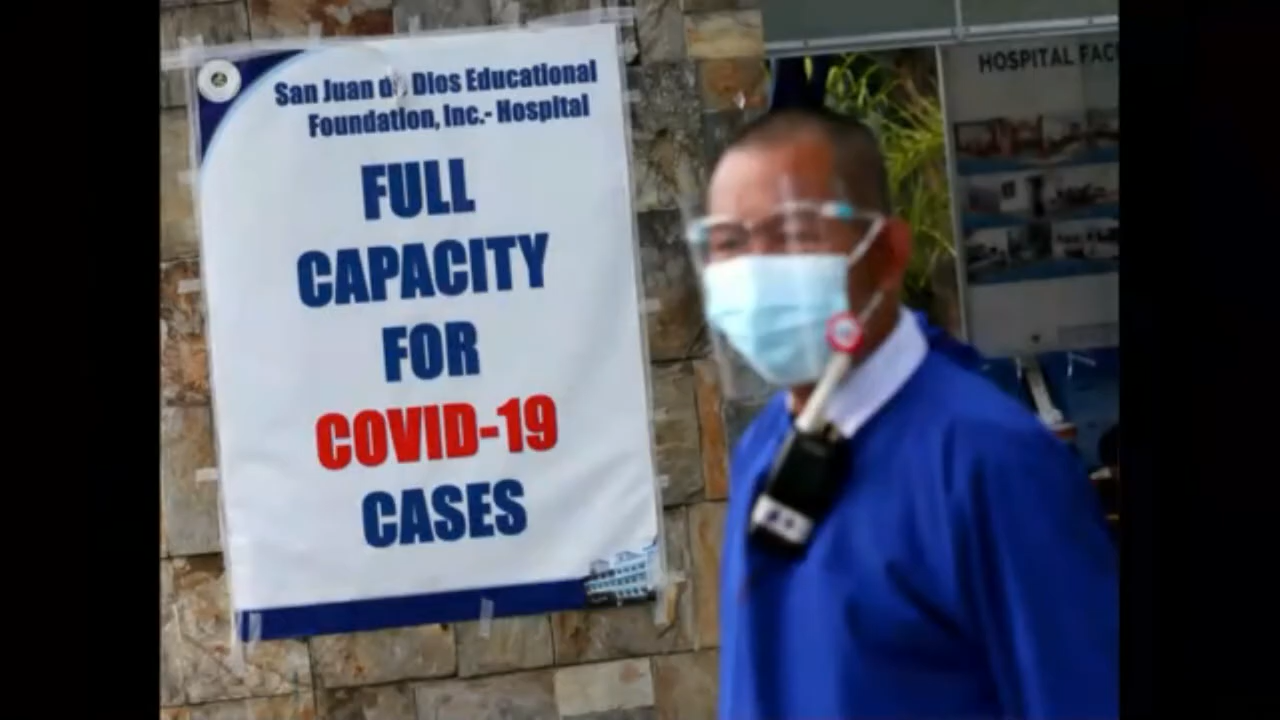 San Juan de Dios Educational
Foundation, Inc.- Hospital
FULL
CAPACITY
FOR
COVID-19
CASES
HOSPITAL FAC